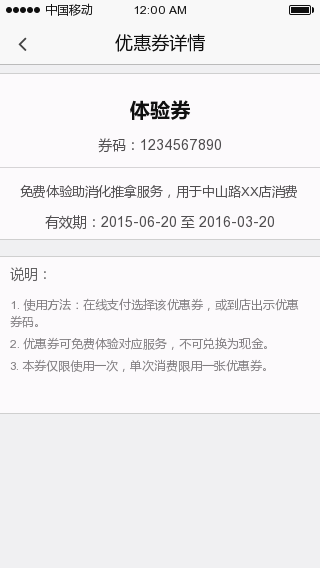 中国移动 12:00 AM
优惠券详情
体验券
券码：1234567890
免费体验助消化推拿服务，用于中山路XX店消费
有效期：2015-06-20 至 2016-03-20
说明：
1. 使用方法：在线支付选择该优惠券，或到店出示优惠
券码。
2. 优惠券可免费体验对应服务，不可兑换为现金。
3. 本券仅限使用一次，单次消费限用一张优惠券。